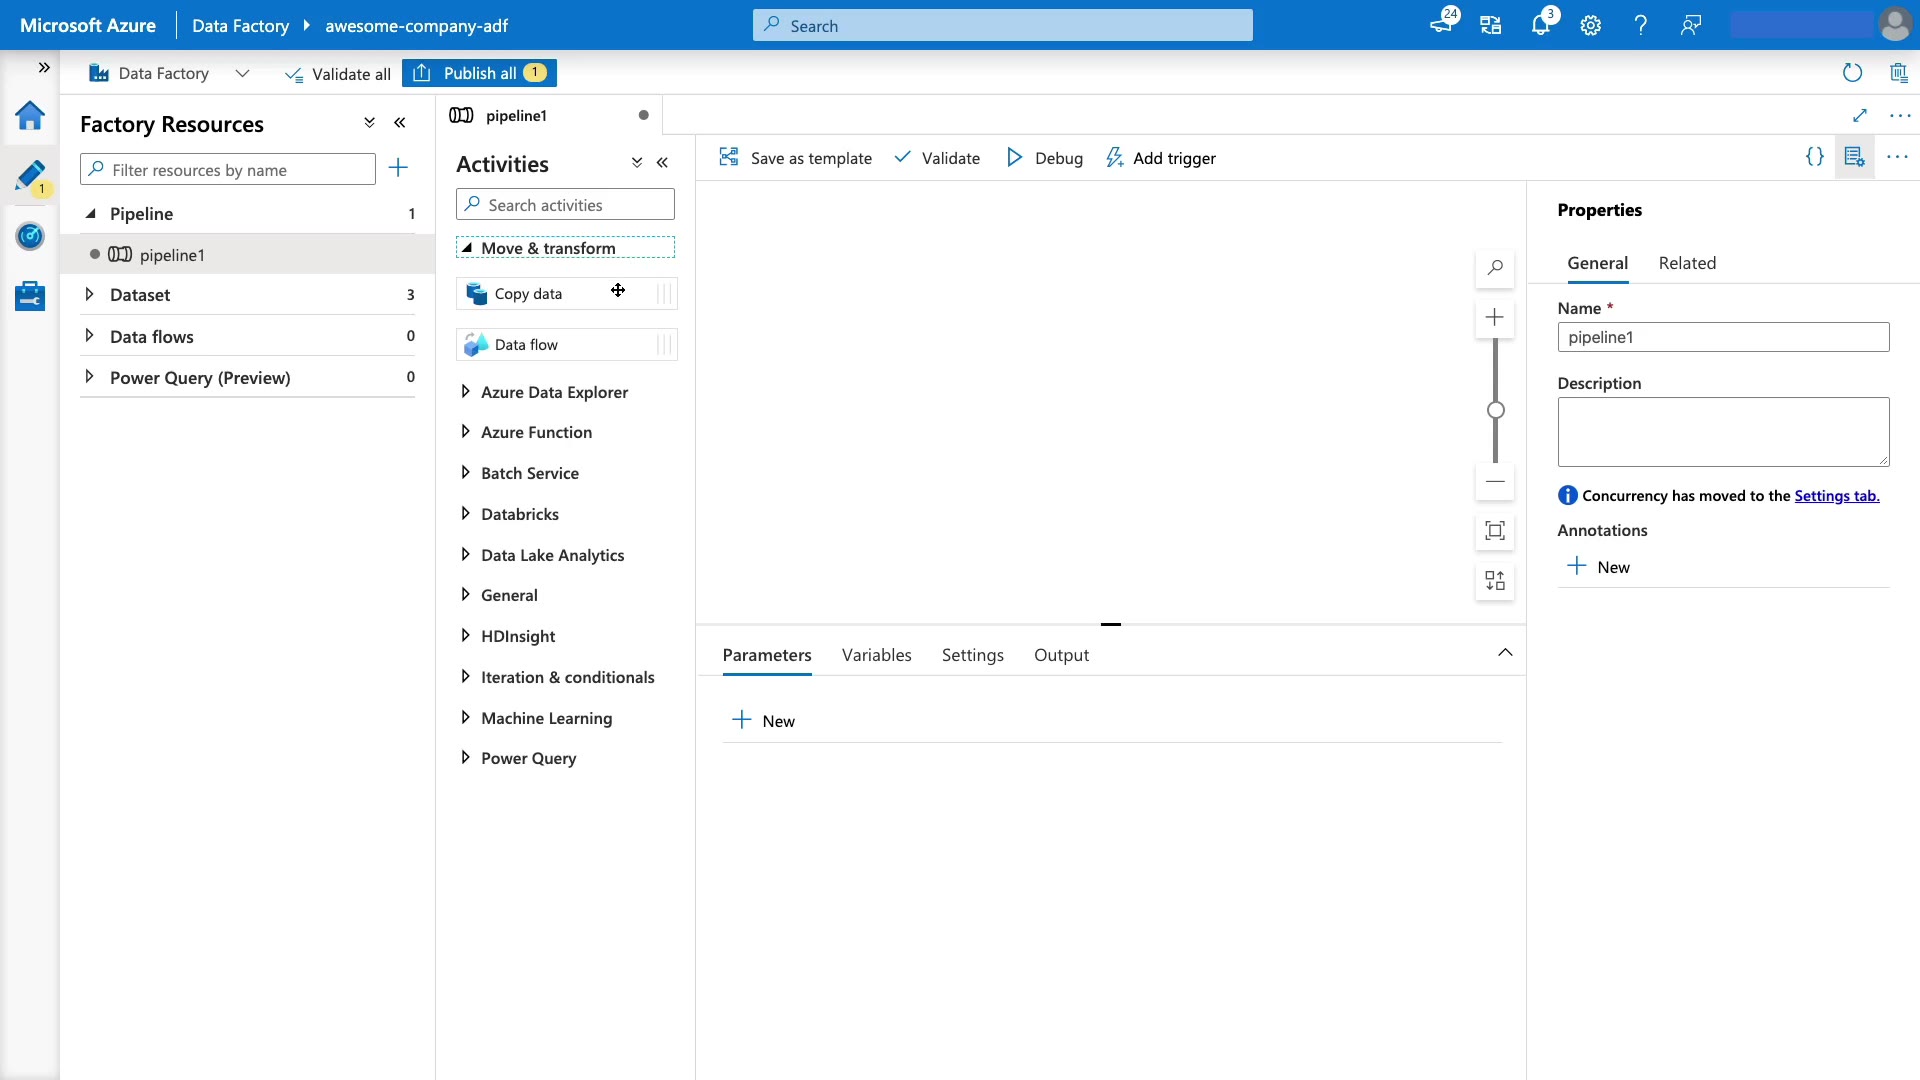 Microsoft Azure
Data Factory
awesome-company-adf
Search
24
3
Data Factory
Validate all
Publish all 1
1
Factory Resources
Filter resources by name
Pipeline 1
pipeline1
Dataset 3
Data flows 0
Power Query (Preview) 0
pipeline1
Activities
Search activities
Move & transform
Copy data
Data flow
Azure Data Explorer
Azure Function
Batch Service
Databricks
Data Lake Analytics
General
HDInsight
Iteration & conditionals
Machine Learning
Power Query
Save as template
Validate
Debug
Add trigger
Parameters
Variables
Settings
Output
New
Properties
General
Related
Name *
pipeline1
Description
Concurrency has moved to the Settings tab.
Annotations
New